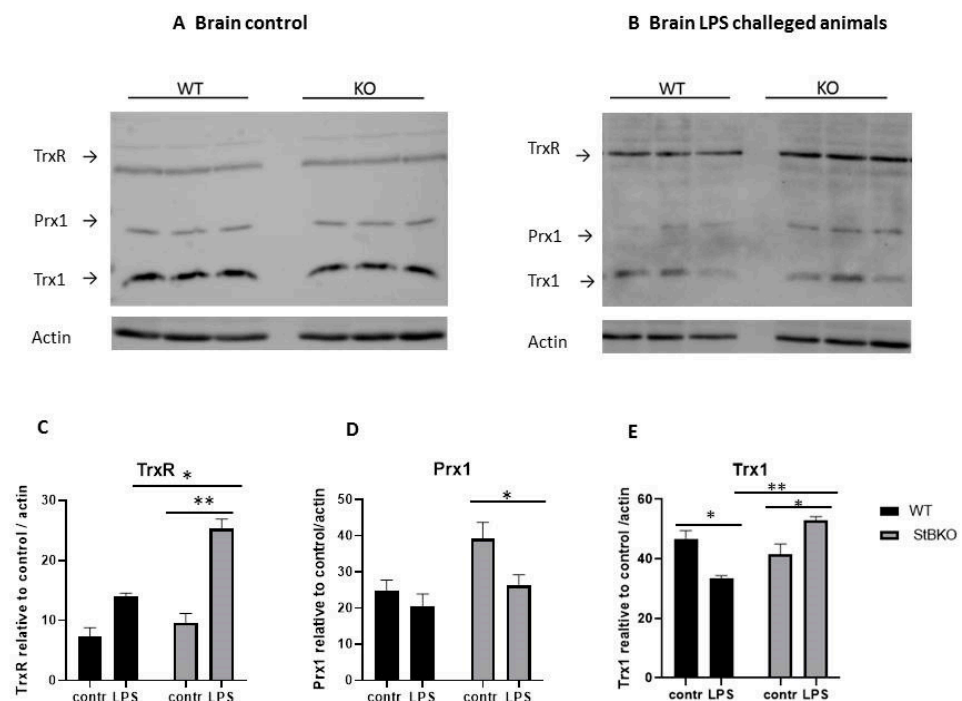 A Brain control
B Brain LPS challeged animals
WT
KO
WT
KO
TrxR →
Prx1 →
Trx1 →
Actin
TrxR →
Prx1 →
Trx1 →
Actin
C
TrxR
*
**
TrxR relative to control / actin
30
20
10
0
contr LPS
contr LPS
D
Prx1
*
Prx1 relative to control/actin
50
40
30
20
10
0
contr LPS
contr LPS
E
Trx1
**
*
*
Trx1 realtive to control /actin
60
40
20
0
contr LPS
contr LPS
WT
StBKO